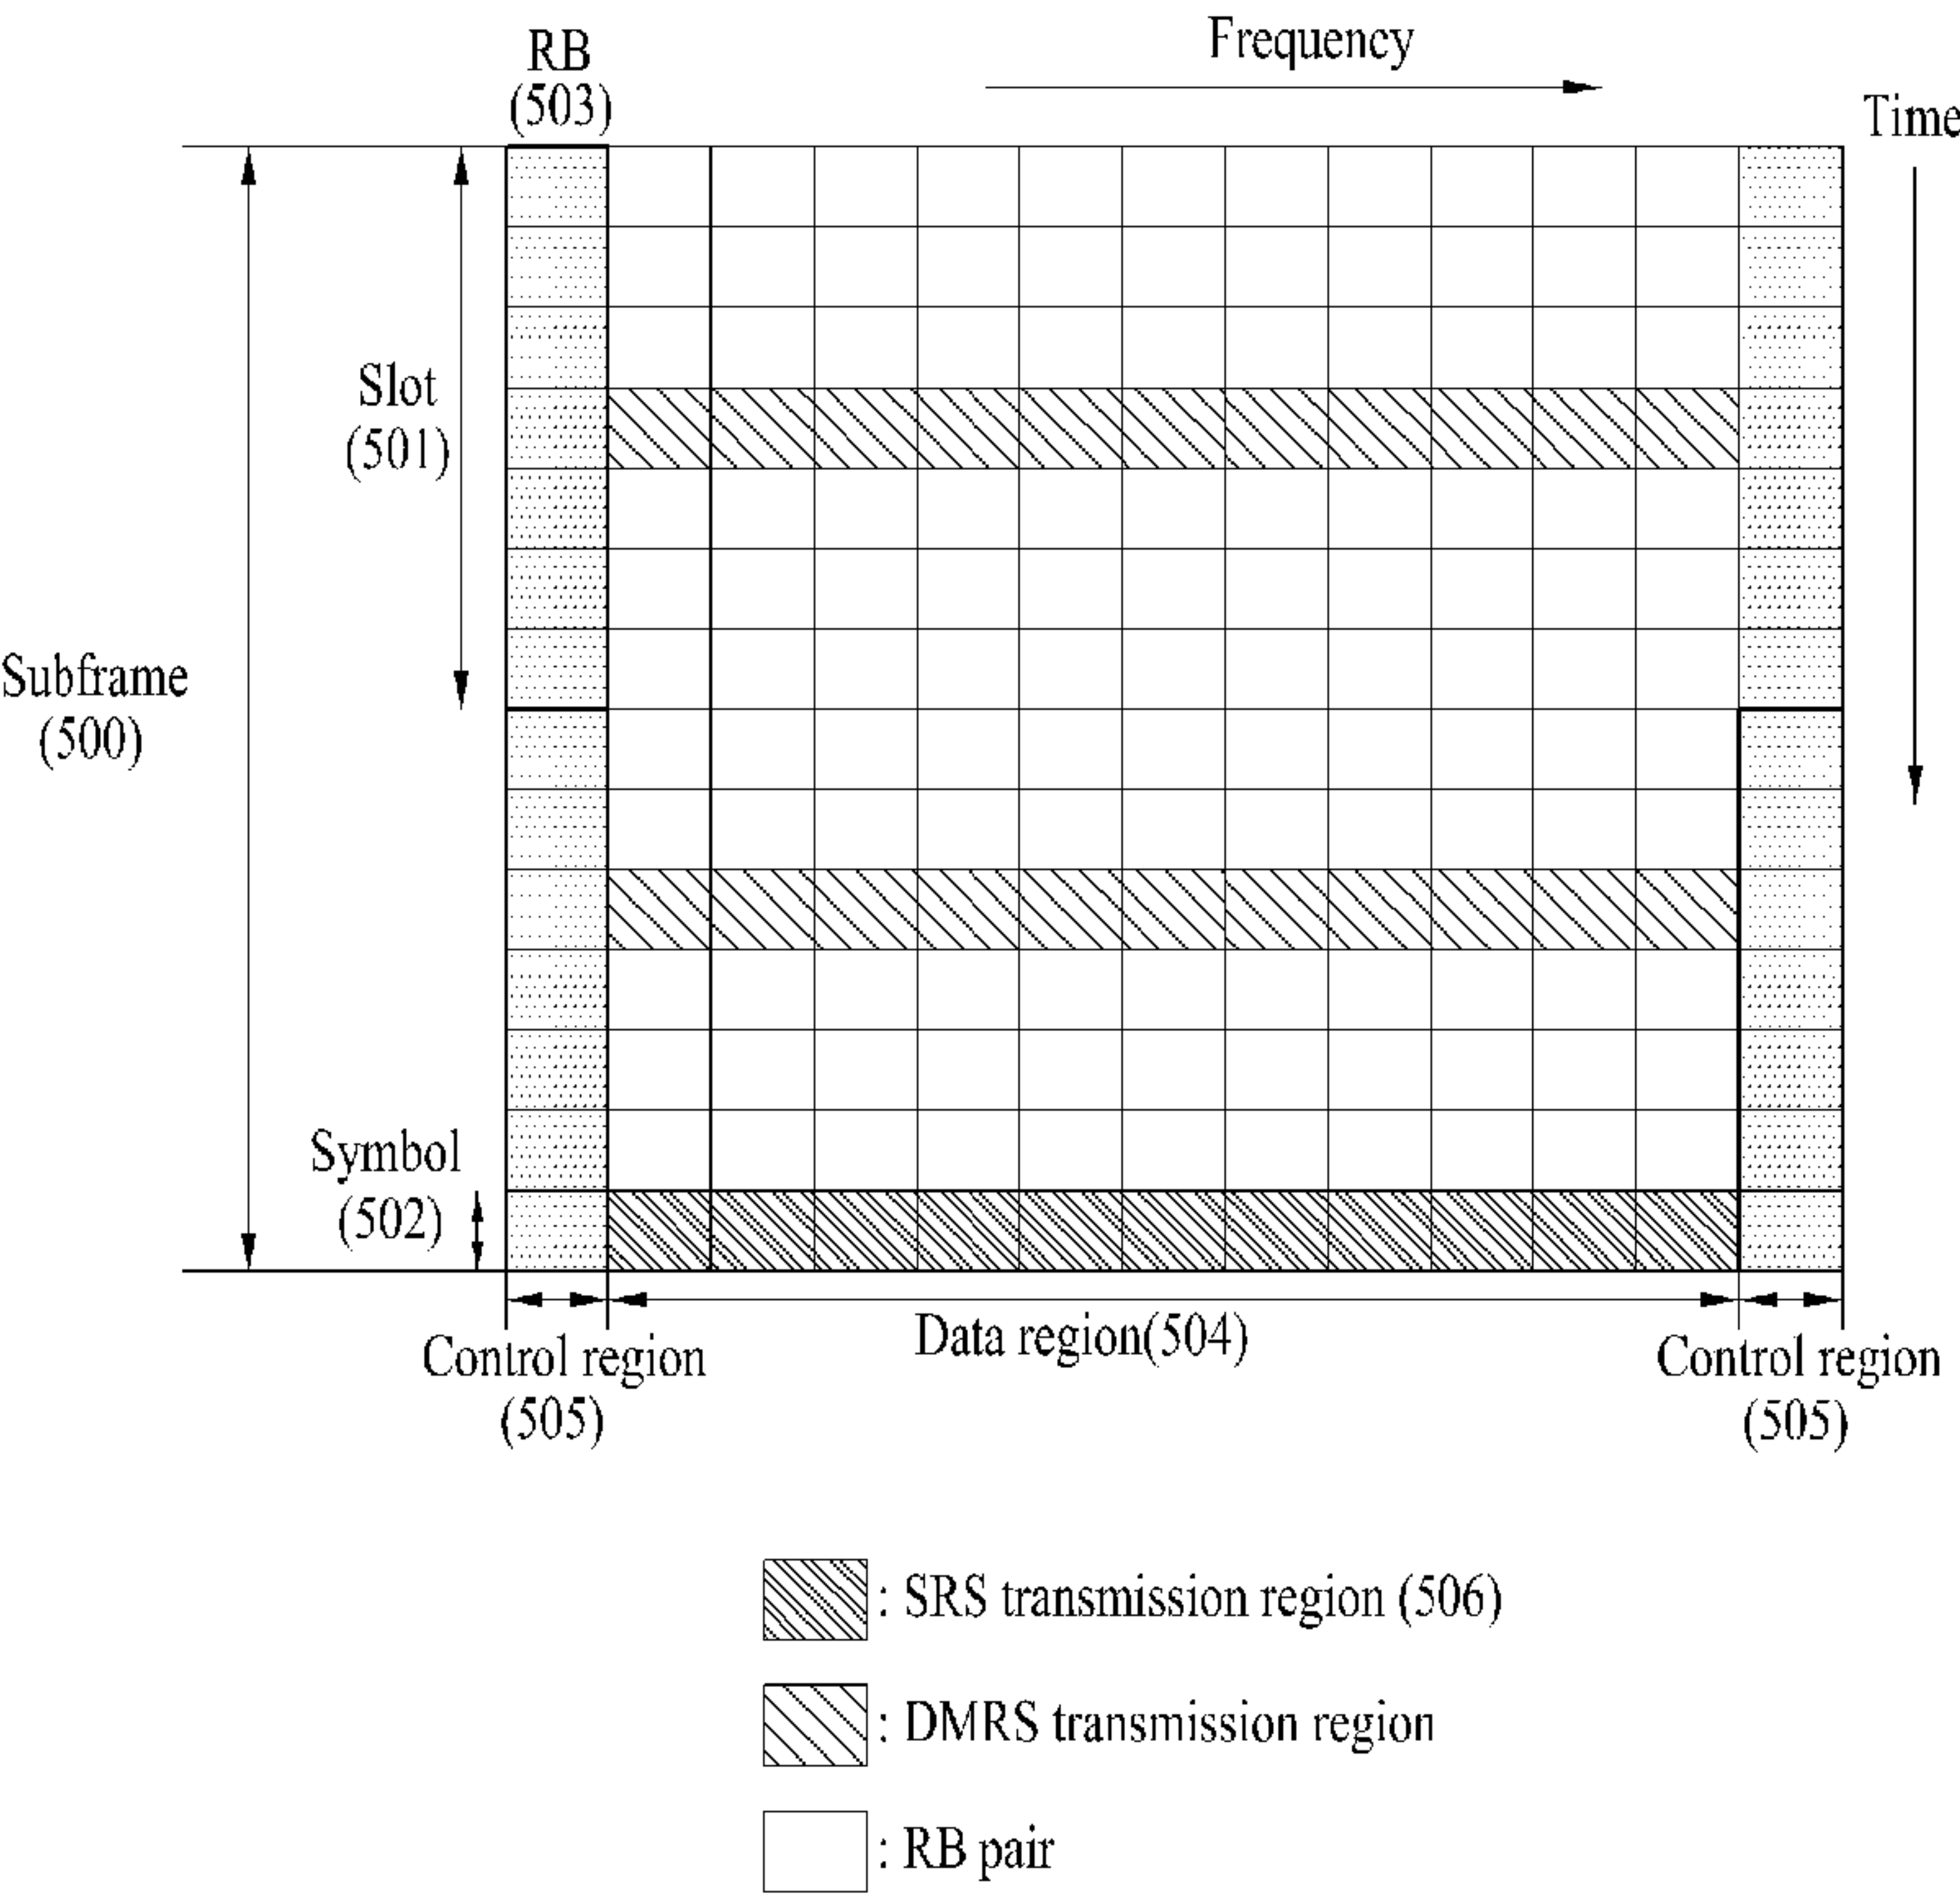 RB
(503)
Frequency
Time
Slot
(501)
Subframe
(500)
Symbol
(502)
Data region(504)
Control region
(505)
Control region
(505)
: SRS transmission region (506)
: DMRS transmission region
: RB pair